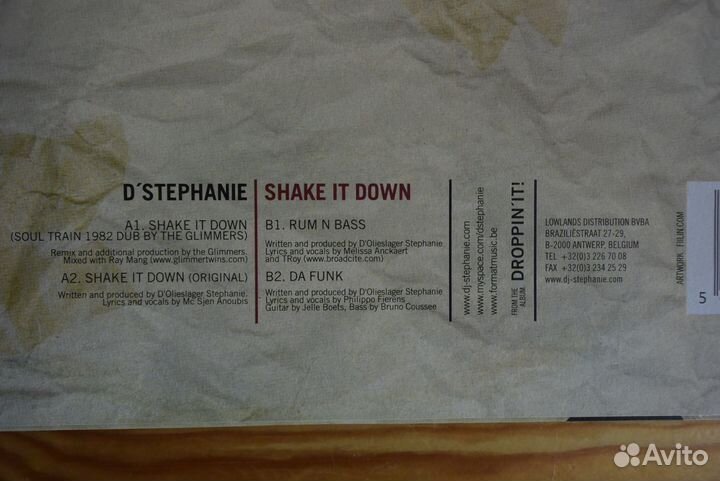 D´STEPHANIE
A1. SHAKE IT DOWN
(SOUL TRAIN 1982 DUB BY THE GLIMMERS)
Remix and additional production by the Glimmers.
Mixed with Ray Mang (www.glimmertwins.com)
A2. SHAKE IT DOWN (ORIGINAL)
Written and produced by D'Olieslager Stephanie.
Lyrics and vocals by Mc Sjen Anoubis
SHAKE IT DOWN
B1. RUM N BASS
Written and produced by D'Olieslager Stephanie
Lyrics and vocals by Melissa Anckaert
and TRoy (www.broadcite.com)
B2. DA FUNK
Written and produced by D'Olieslager Stephanie
Lyrics and vocals by Philippo Fierens
Guitar by Jelle Boets, Bass by Bruno Coussee
www.dj-stephanie.com
www.myspace.com/dstephanie
www.formatmusic.be
FROM THE
ALBUM
DROPPIN´IT!
LOWLANDS DISTRIBUTION BVBA
BRAZILIËSTRAAT 27-29,
B-2000 ANTWERP, BELGIUM
TEL +32(0)3 226 70 08
FAX +32(0)3 234 25 29
www.dj-stephanie.com
ARTWORK FIILIN.COM
5
Avito